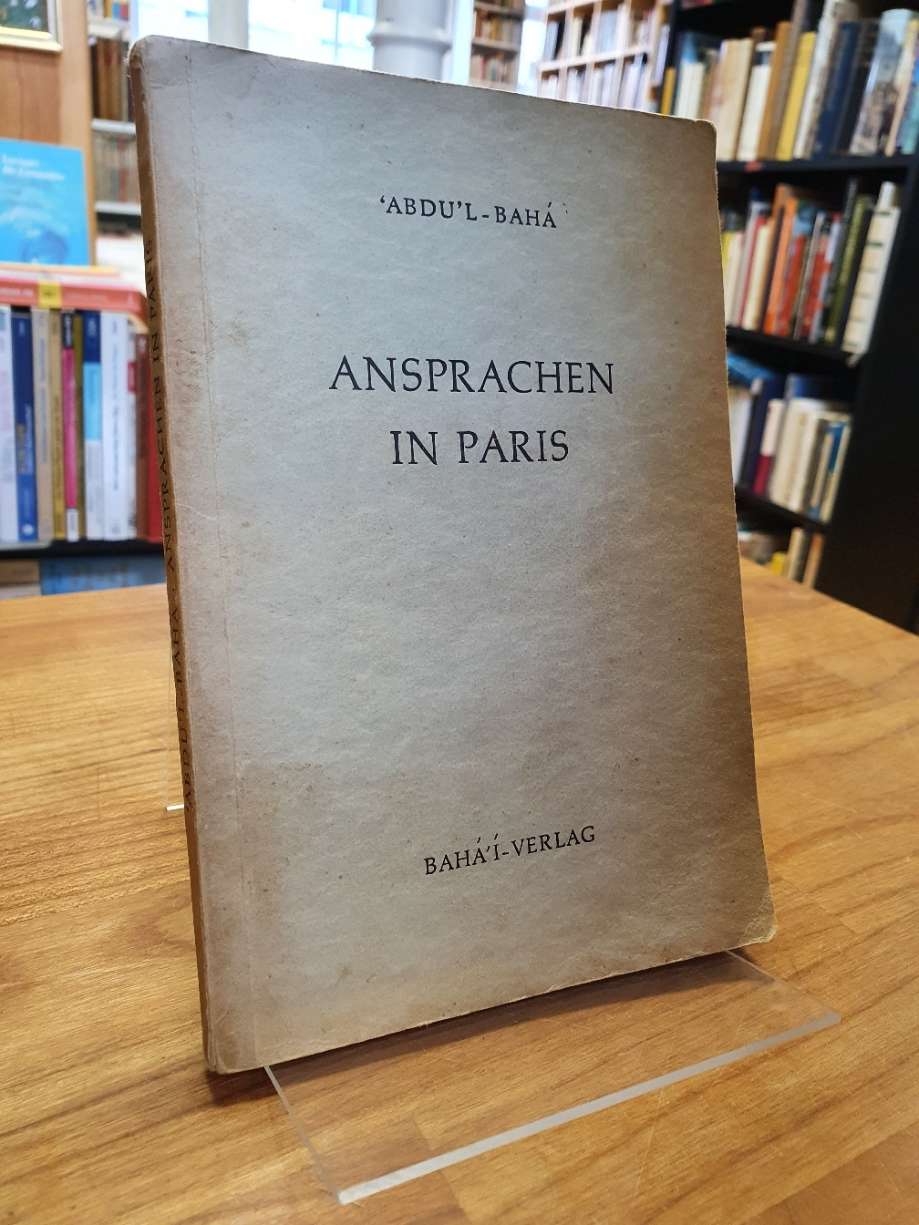 ‘ABDU’L-BAHÁ
ANSPRACHEN
IN PARIS
BAHÁ’Í-VERLAG
ABDU'L-BAHÁ · ANSPRACHEN IN PARIS